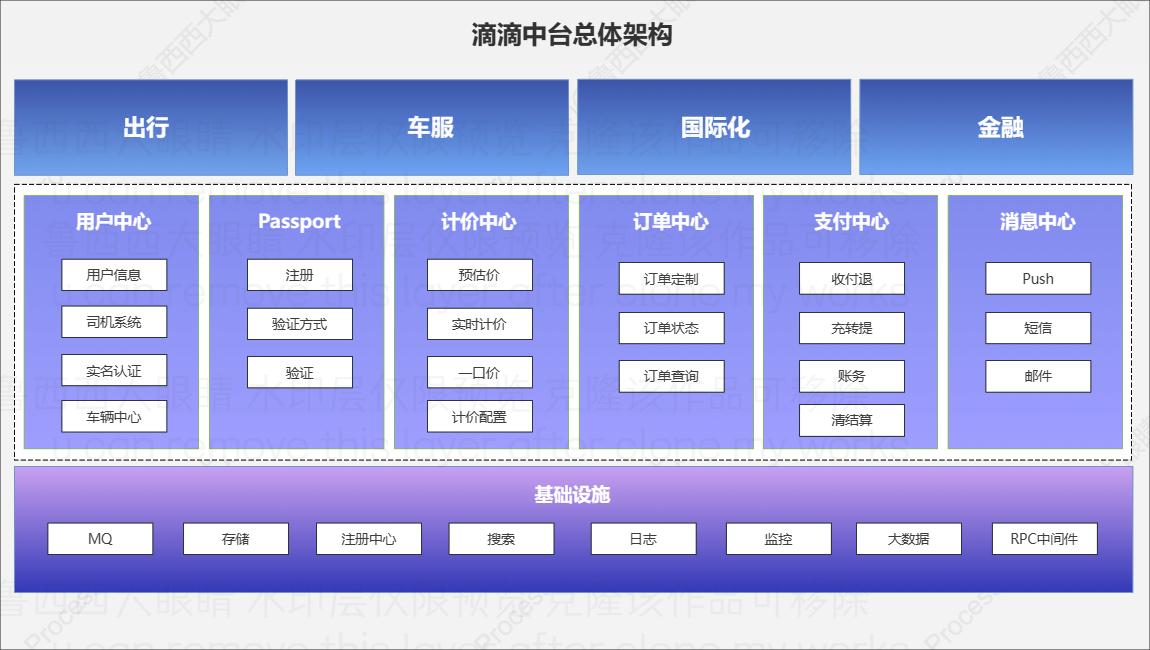 滴滴中台总体架构
出行
车服
国际化
金融
用户中心
用户信息
司机系统
实名认证
车辆中心
Passport
注册
验证方式
验证
计价中心
预估价
实时计价
一口价
计价配置
订单中心
订单定制
订单状态
订单查询
支付中心
收付退
充转提
账务
清结算
消息中心
Push
短信
邮件
基础设施
MQ
存储
注册中心
搜索
日志
监控
大数据
RPC中间件
鲁西西大眼睛 水印层仅限预览 克隆该作品可移除
u can remove this layer after clone my works